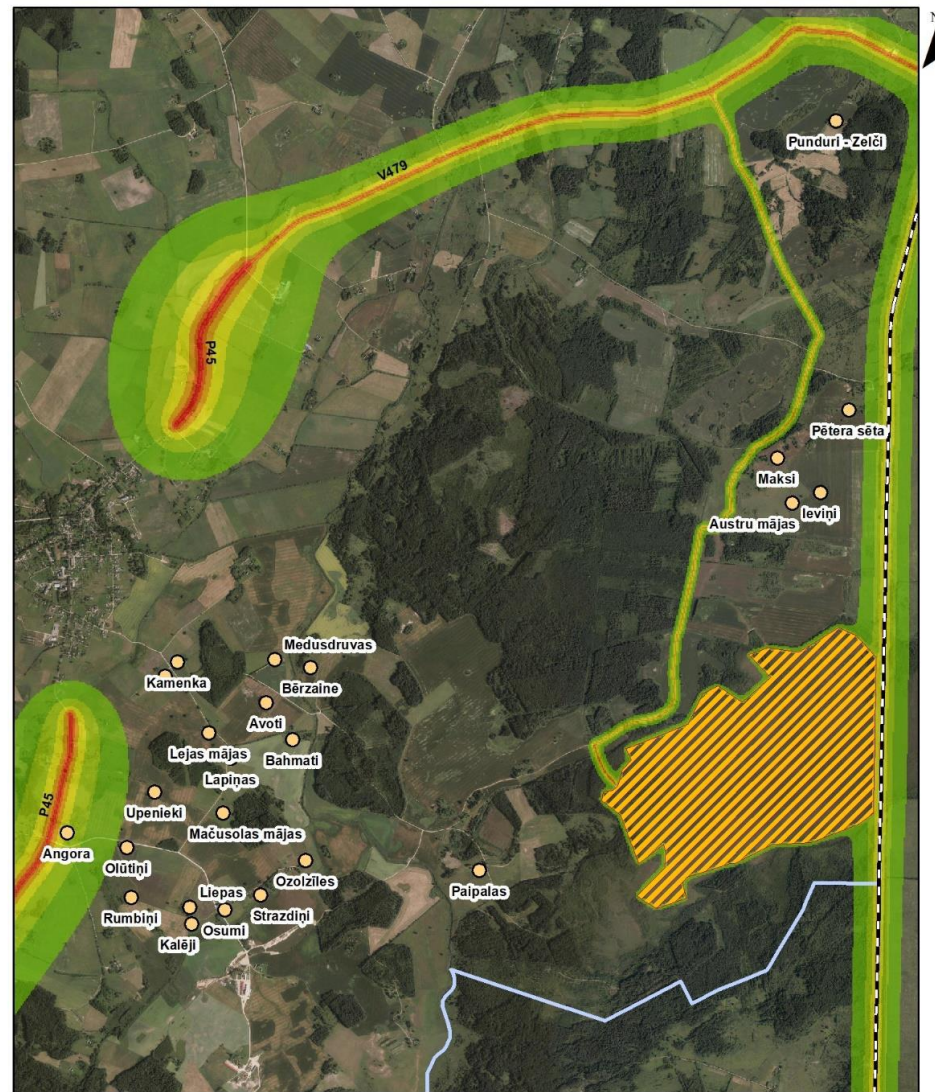 N
Punduri - Zelči
V479
P45
Pētera sēta
Maksi
Ieviņi
Austru mājas
Medusdruvas
Kamenka
Bērzaine
Avoti
Lejas mājas
Bahmati
Lapiņas
Upenieki
P45
Mačusolas mājas
Angora
Olūtiņi
Ozolzīles
Paipalas
Liepas
Rumbiņi
Strazdiņi
Osumi
Kalēji